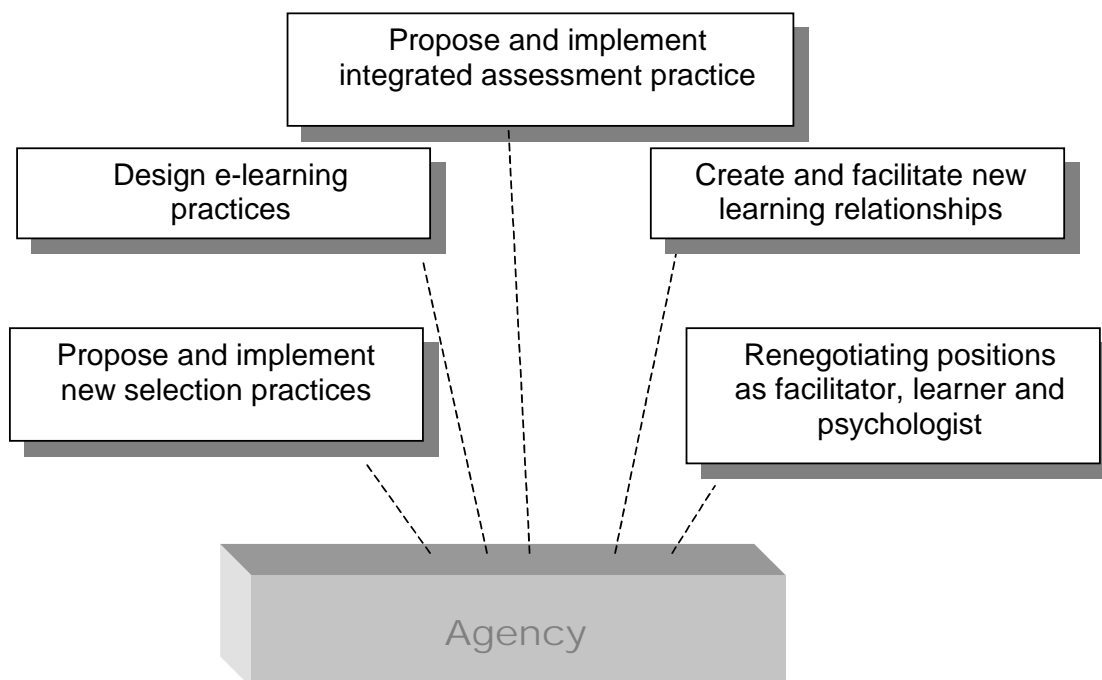 Propose and implement
integrated assessment practice
Design e-learning
practices
Create and facilitate new
learning relationships
Propose and implement
new selection practices
Renegotiating positions
as facilitator, learner and
psychologist
Agency